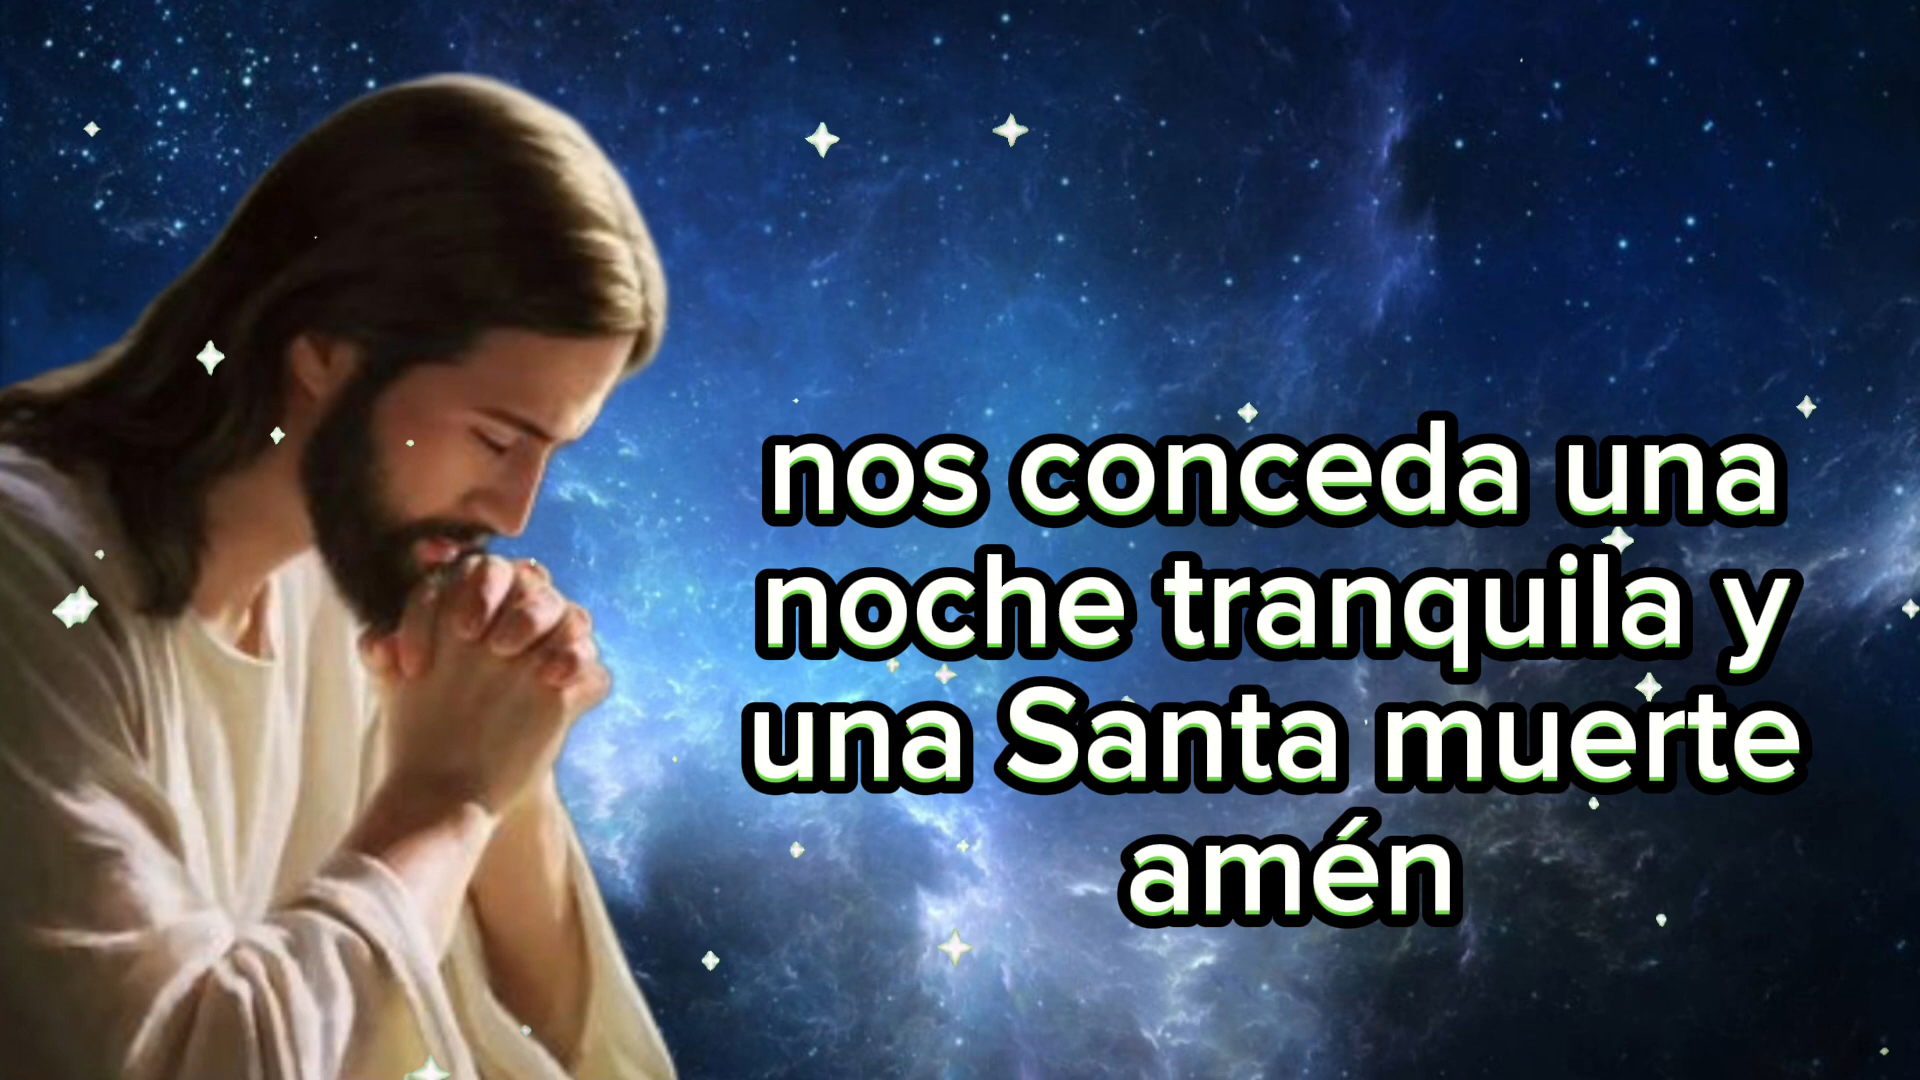 nos conceda una
noche tranquila y
una Santa muerte
amén